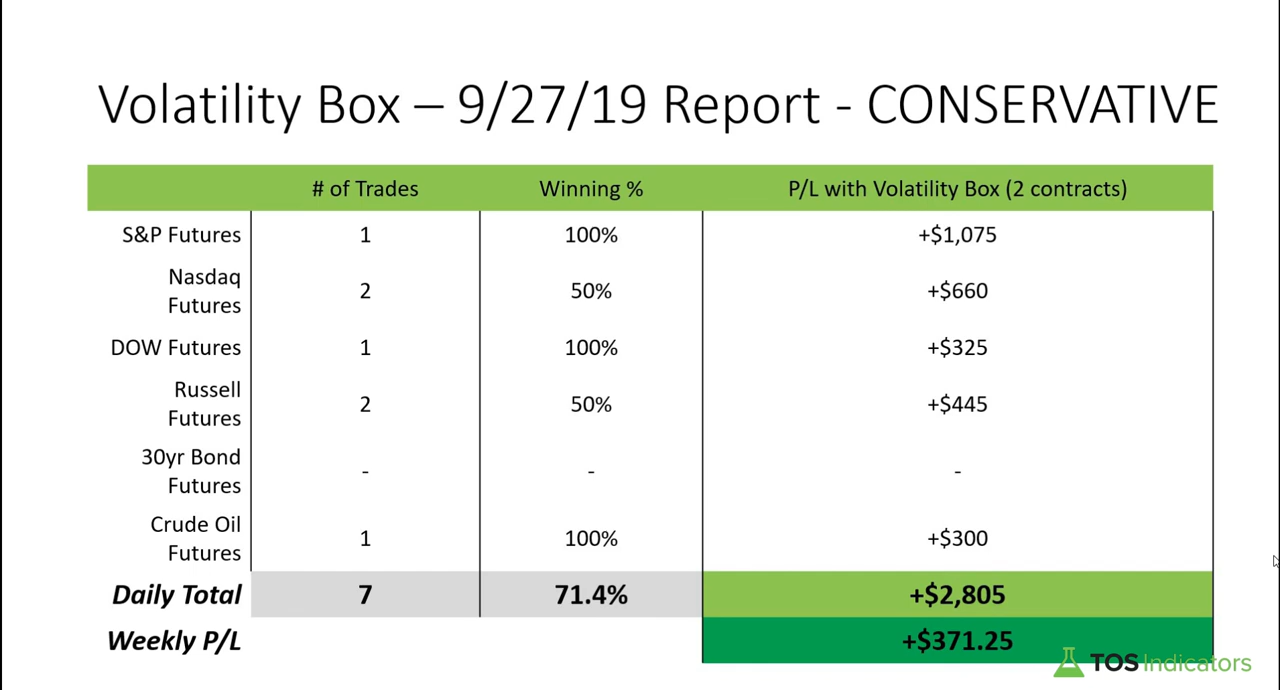 Volatility Box – 9/27/19 Report - CONSERVATIVE
# of Trades Winning % P/L with Volatility Box (2 contracts)
S&P Futures 1 100% +$1,075
Nasdaq
Futures 2 50% +$660
DOW Futures 1 100% +$325
Russell
Futures 2 50% +$445
30yr Bond
Futures - - -
Crude Oil
Futures 1 100% +$300
Daily Total 7 71.4% +$2,805
Weekly P/L +$371.25
TOS Indicators